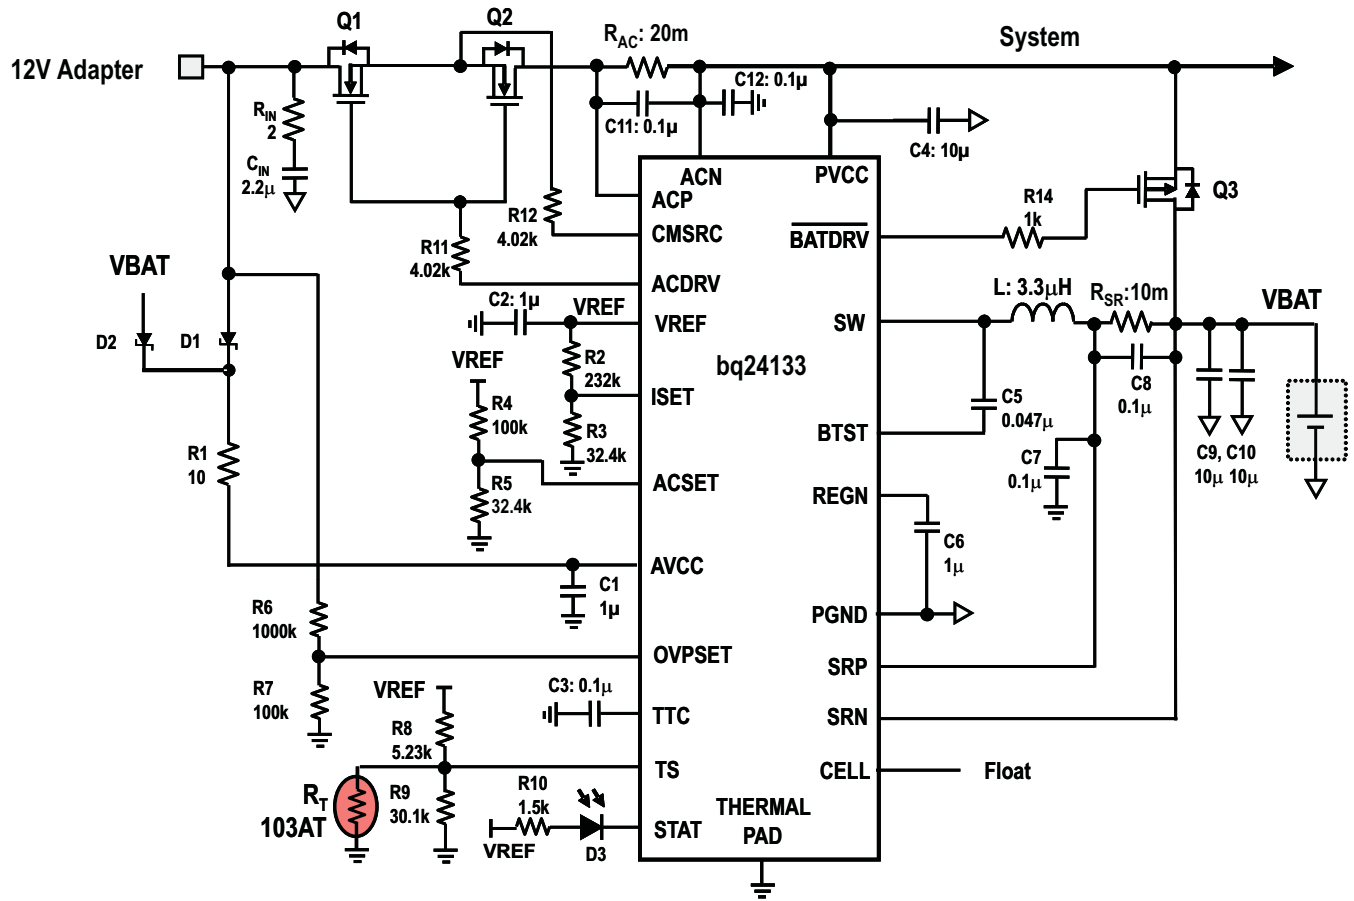 Q1
Q2
12V Adapter
R_AC: 20m
System
C12: 0.1µ
C11: 0.1µ
C4: 10µ
R_IN
2
C_IN
2.2µ
ACN
PVCC
ACP
R12
4.02k
CMSRC
BATDRV
R14
1k
Q3
R11
4.02k
ACDRV
VBAT
C2: 1µ
VREF
VREF
SW
L: 3.3µH
R_SR:10m
VBAT
D2
D1
VREF
R2
232k
bq24133
C8
0.1µ
R4
100k
ISET
C5
0.047µ
R3
32.4k
BTST
R1
10
C7
0.1µ
C9, C10
10µ 10µ
R5
32.4k
ACSET
REGN
C6
1µ
AVCC
C1
1µ
R6
1000k
PGND
OVPSET
SRP
R7
100k
VREF
C3: 0.1µ
TTC
SRN
R8
5.23k
TS
CELL
Float
R_T
103AT
R9
30.1k
R10
1.5k
VREF
D3
STAT
THERMAL
PAD